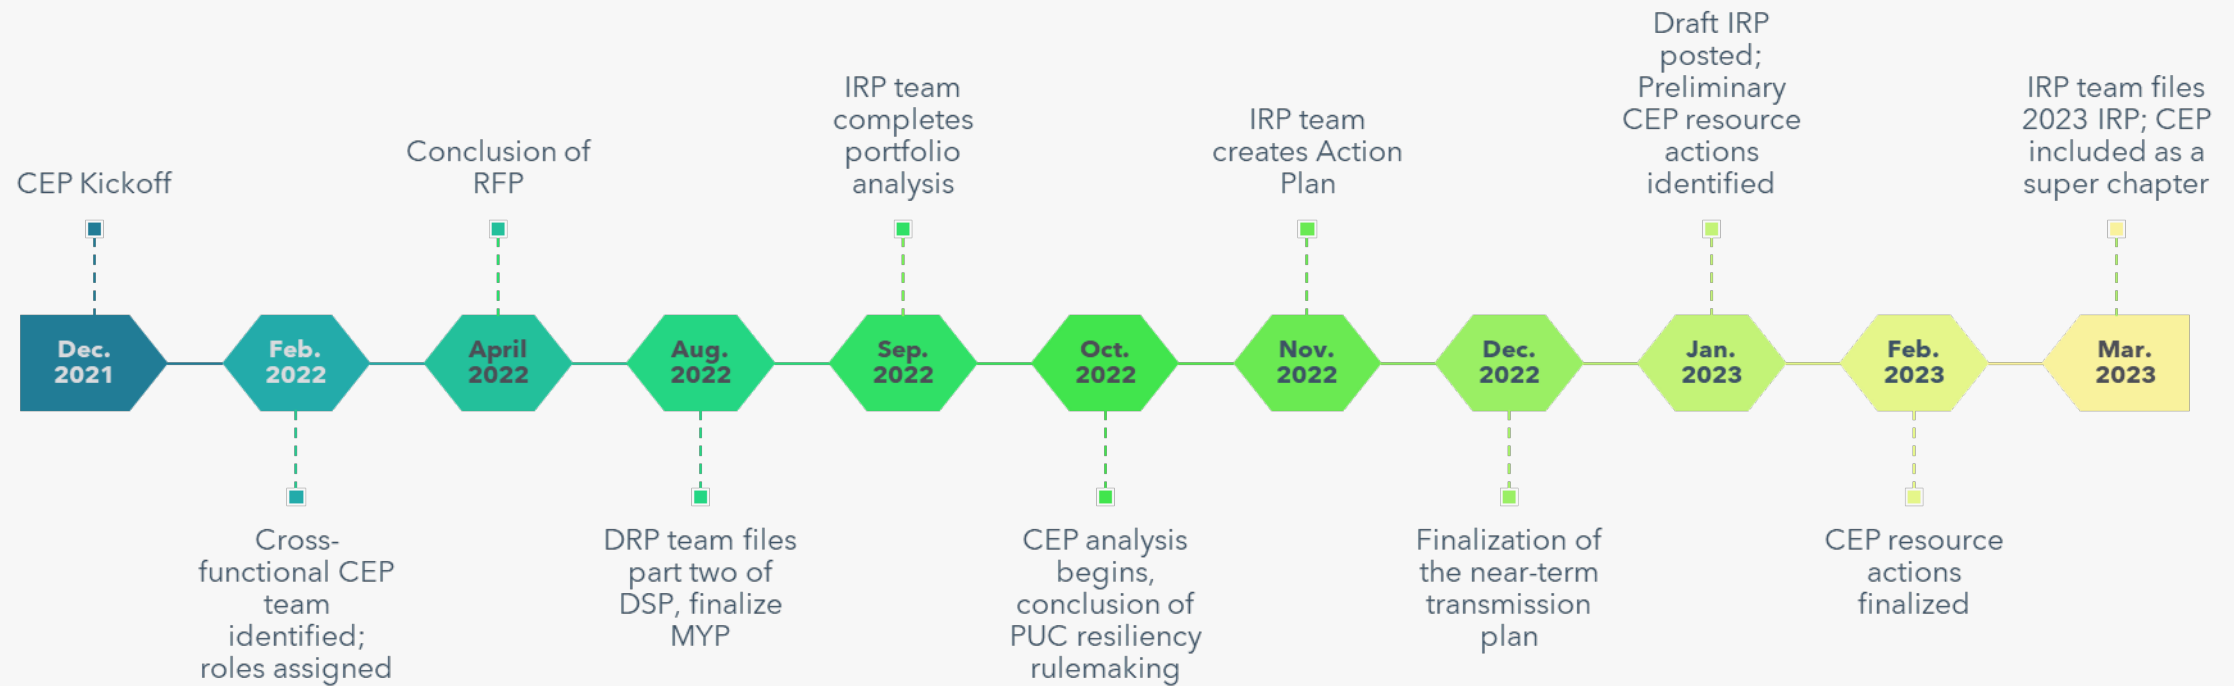 CEP Kickoff
Dec.
2021
Feb.
2022
Cross-
functional CEP
team
identified;
roles assigned
Conclusion of
RFP
April
2022
Aug.
2022
DRP team files
part two of
DSP, finalize
MYP
IRP team
completes
portfolio
analysis
Sep.
2022
Oct.
2022
CEP analysis
begins,
conclusion of
PUC resiliency
rulemaking
IRP team
creates Action
Plan
Nov.
2022
Dec.
2022
Finalization of
the near-term
transmission
plan
Draft IRP
posted;
Preliminary
CEP resource
actions
identified
Jan.
2023
Feb.
2023
CEP resource
actions
finalized
IRP team files
2023 IRP; CEP
included as a
super chapter
Mar.
2023